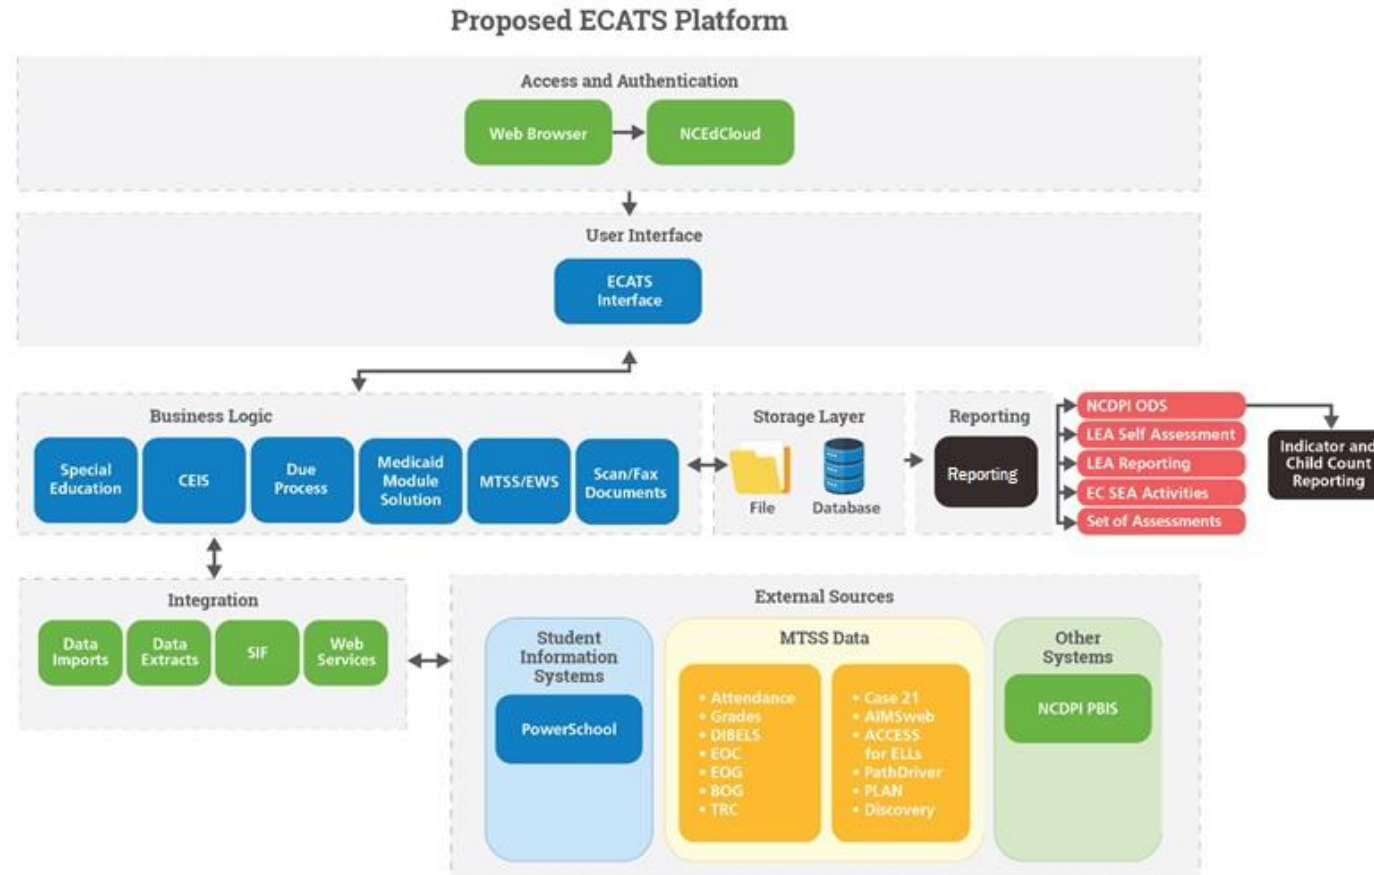 Proposed ECATS Platform
Access and Authentication
Web Browser
NCEdCloud
User Interface
ECATS
Interface
Business Logic
Special
Education
CEIS
Due
Process
Medicaid
Module
Solution
MTSS/EWS
Scan/Fax
Documents
Storage Layer
File
Database
Reporting
Reporting
NCDPI ODS
LEA Self Assessment
LEA Reporting
EC SEA Activities
Set of Assessments
Indicator and
Child Count
Reporting
Integration
Data
Imports
Data
Extracts
SIF
Web
Services
External Sources
Student
Information
Systems
PowerSchool
MTSS Data
• Attendance
• Grades
• DIBELS
• EOC
• EOG
• BOG
• TRC
• Case 21
• AIMSweb
• ACCESS
for ELLs
• PathDriver
• PLAN
• Discovery
Other
Systems
NCDPI PBIS